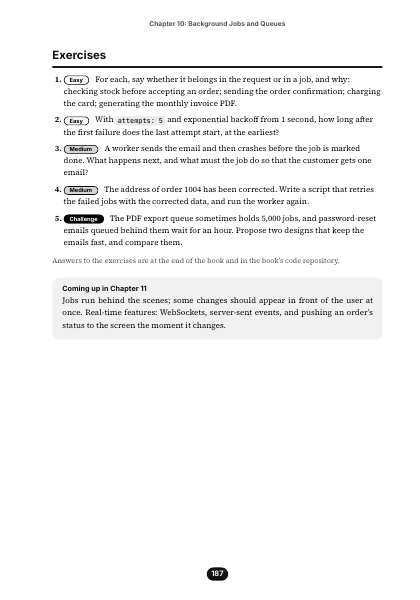 Chapter 10: Background Jobs and Queues
Exercises
1. Easy For each, say whether it belongs in the request or in a job, and why:
checking stock before accepting an order; sending the order confirmation; charging
the card; generating the monthly invoice PDF.
2. Easy With attempts: 5 and exponential backoff from 1 second, how long after
the first failure does the last attempt start, at the earliest?
3. Medium A worker sends the email and then crashes before the job is marked
done. What happens next, and what must the job do so that the customer gets one
email?
4. Medium The address of order 1004 has been corrected. Write a script that retries
the failed jobs with the corrected data, and run the worker again.
5. Challenge The PDF export queue sometimes holds 5,000 jobs, and password-reset
emails queued behind them wait for an hour. Propose two designs that keep the
emails fast, and compare them.
Answers to the exercises are at the end of the book and in the book's code repository.
Coming up in Chapter 11
Jobs run behind the scenes; some changes should appear in front of the user at
once. Real-time features: WebSockets, server-sent events, and pushing an order's
status to the screen the moment it changes.
187